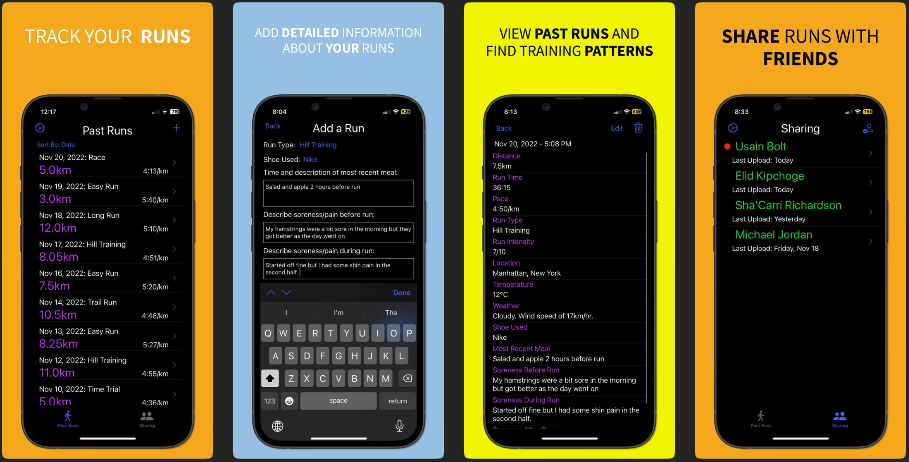 TRACK YOUR RUNS
12:17
Past Runs
+
Sort By: Date
Nov 20, 2022: Race
5.0km
4:13/km
Nov 19, 2022: Easy Run
3.0km
5:40/km
Nov 18, 2022: Long Run
12.0km
5:10/km
Nov 17, 2022: Hill Training
8.05km
4:51/km
Nov 16, 2022: Easy Run
7.5km
5:20/km
Nov 14, 2022: Trail Run
10.5km
4:46/km
Nov 13, 2022: Easy Run
8.25km
5:27/km
Nov 12, 2022: Hill Training
11.0km
4:55/km
Nov 10, 2022: Time Trial
5.0km
4:36/km
Past Runs
Sharing
ADD DETAILED INFORMATION
ABOUT YOUR RUNS
8:04
Back
Add a Run
Run Type: Hill Training
Shoe Used: Nike
Time and description of most recent meal:
Salad and apple 2 hours before run
Describe soreness/pain before run:
My hamstrings were a bit sore in the morning but they
got better as the day went on
Describe soreness/pain during run:
Started off fine but I had some shin pain in the
second half.
Done
I
I'm
The
Q W E R T Y U I O P
A S D F G H J K L
Z X C V B N M
123
space
return
VIEW PAST RUNS AND
FIND TRAINING PATTERNS
8:13
Back
Edit
Nov 20, 2022 - 5:08 PM
Distance
7.5km
Run Time
36:15
Pace
4:50/km
Run Type
Hill Training
Run Intensity
7/10
Location
Manhattan, New York
Temperature
12°C
Weather
Cloudy. Wind speed of 17km/hr.
Shoe Used
Nike
Most Recent Meal
Salad and apple 2 hours before run
Soreness Before Run
My hamstrings were a bit sore in the morning
but they got better as the day went on
Soreness During Run
Started off fine but I had some shin pain in the
second half.
SHARE RUNS WITH
FRIENDS
8:33
Sharing
Usain Bolt
Last Upload: Today
Elid Kipchoge
Last Upload: Today
Sha'Carri Richardson
Last Upload: Yesterday
Michael Jordan
Last Upload: Friday, Nov 18
Past Runs
Sharing